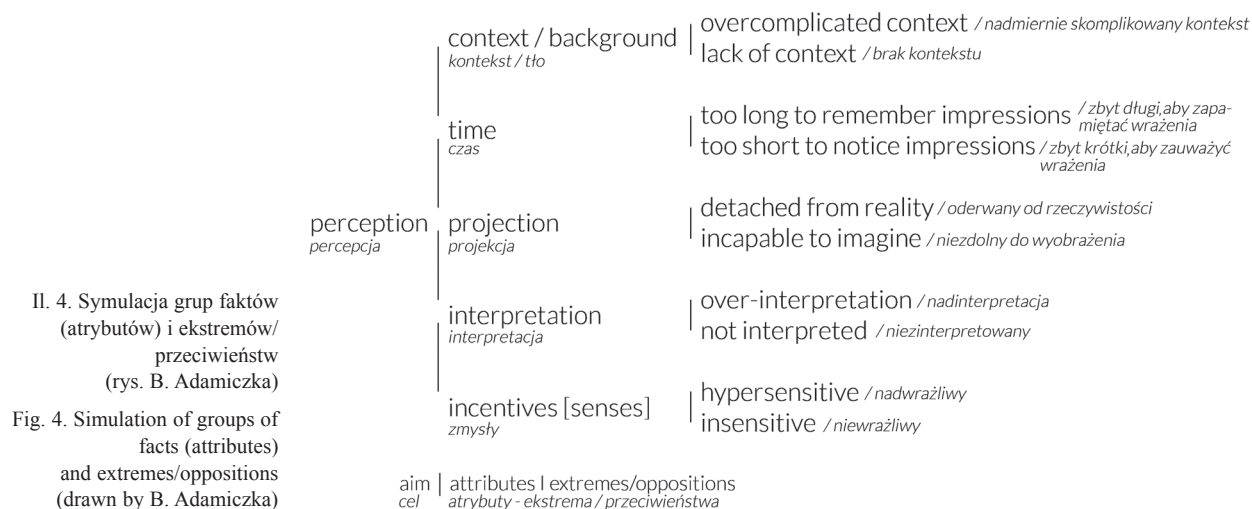 context / background
kontekst / tło
overcomplicated context / nadmiernie skomplikowany kontekst
lack of context / brak kontekstu
time
czas
too long to remember impressions / zbyt długi,aby zapa-
miętać wrażenia
too short to notice impressions / zbyt krótki,aby zauważyć
wrażenia
perception
percepcja
projection
projekcja
detached from reality / oderwany od rzeczywistości
incapable to imagine / niezdolny do wyobrażenia
interpretation
interpretacja
over-interpretation / nadinterpretacja
not interpreted / niezinterpretowany
incentives [senses]
zmysły
hypersensitive / nadwrażliwy
insensitive / niewrażliwy
aim | attributes | extremes/oppositions
cel atrybuty - ekstrema / przeciwieństwa
Il. 4. Symulacja grup faktów
(atrybutów) i ekstremów/
przeciwieństw
(rys. B. Adamiczka)
Fig. 4. Simulation of groups of
facts (attributes)
and extremes/oppositions
(drawn by B. Adamiczka)